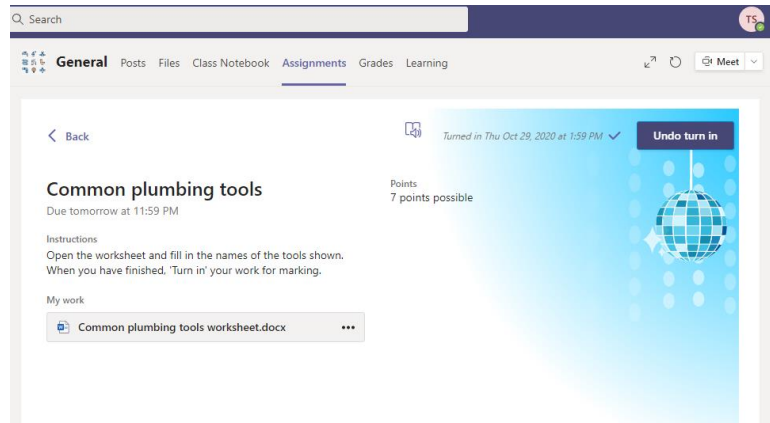 Search
TS
General Posts Files Class Notebook Assignments Grades Learning Meet
Back
Turned in Thu Oct 29, 2020 at 1:59 PM
Undo turn in
Common plumbing tools
Due tomorrow at 11:59 PM
Points
7 points possible
Instructions
Open the worksheet and fill in the names of the tools shown.
When you have finished, 'Turn in' your work for marking.
My work
Common plumbing tools worksheet.docx